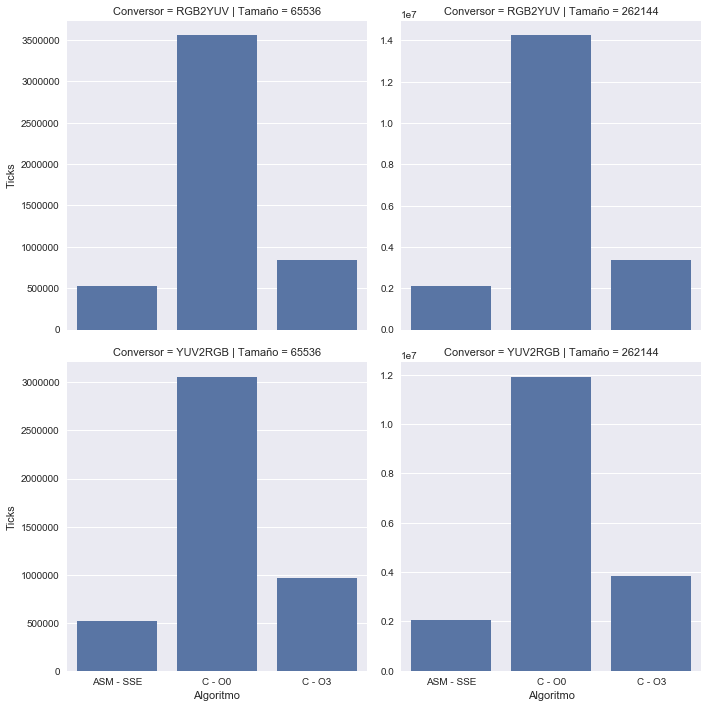 Conversor = RGB2YUV | Tamaño = 65536
3500000
3000000
2500000
2000000
1500000
1000000
500000
0
Ticks
Conversor = RGB2YUV | Tamaño = 262144
1e7
1.4
1.2
1.0
0.8
0.6
0.4
0.2
0.0
Conversor = YUV2RGB | Tamaño = 65536
3000000
2500000
2000000
1500000
1000000
500000
0
Ticks
ASM - SSE C - O0 C - O3
Algoritmo
Conversor = YUV2RGB | Tamaño = 262144
1e7
1.2
1.0
0.8
0.6
0.4
0.2
0.0
ASM - SSE C - O0 C - O3
Algoritmo